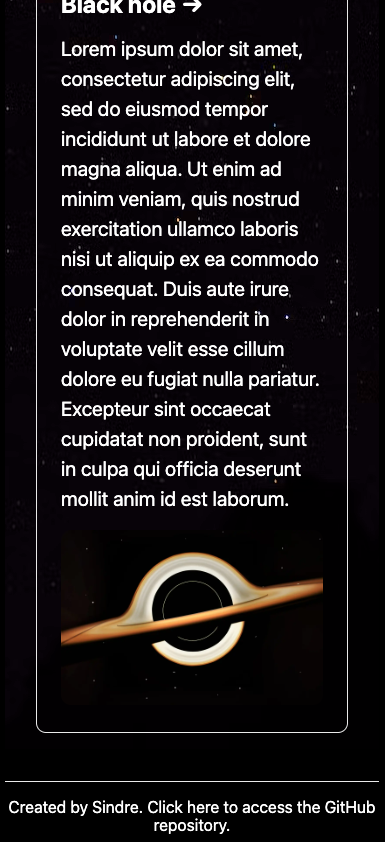 Black hole →
Lorem ipsum dolor sit amet,
consectetur adipiscing elit,
sed do eiusmod tempor
incididunt ut labore et dolore
magna aliqua. Ut enim ad
minim veniam, quis nostrud
exercitation ullamco laboris
nisi ut aliquip ex ea commodo
consequat. Duis aute irure
dolor in reprehenderit in
voluptate velit esse cillum
dolore eu fugiat nulla pariatur.
Excepteur sint occaecat
cupidatat non proident, sunt
in culpa qui officia deserunt
mollit anim id est laborum.
Created by Sindre. Click here to access the GitHub
repository.